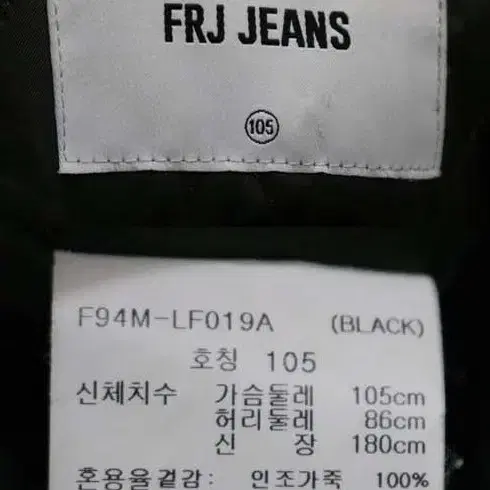 FRJ JEANS
105
F94M-LF019A (BLACK)
호칭 105
신체치수 가슴둘레 105cm
허리둘레 86cm
신 장 180cm
혼용율겉감: 인조가죽 100%